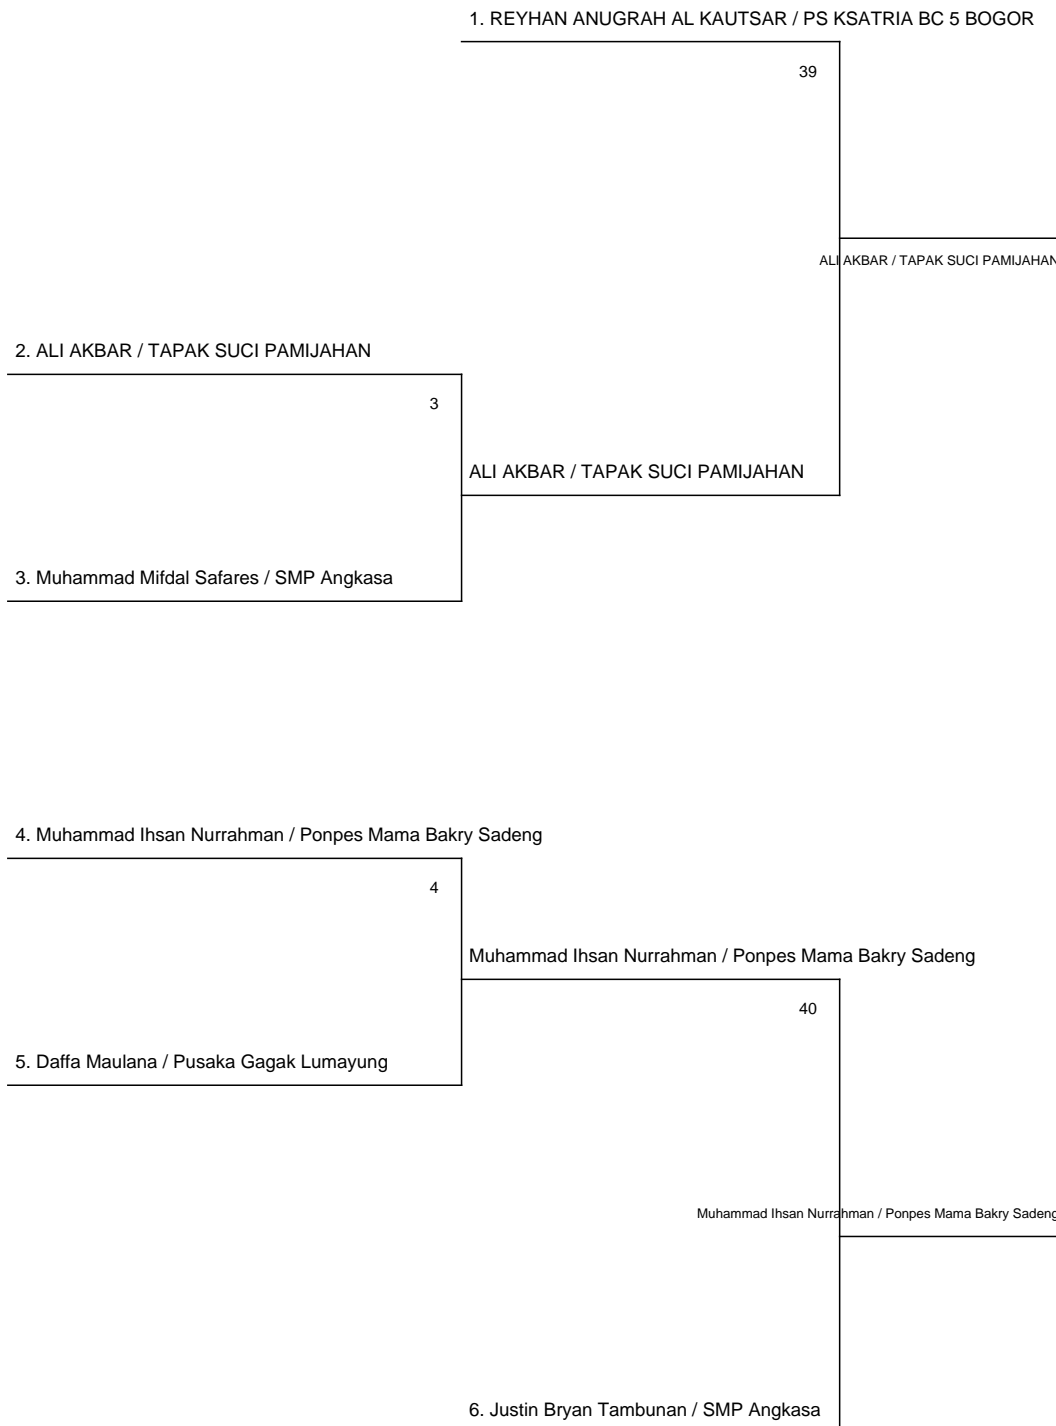 1. REYHAN ANUGRAH AL KAUTSAR / PS KSATRIA BC 5 BOGOR
39
ALI AKBAR / TAPAK SUCI PAMIJAHAN
2. ALI AKBAR / TAPAK SUCI PAMIJAHAN
3
ALI AKBAR / TAPAK SUCI PAMIJAHAN
3. Muhammad Mifdal Safares / SMP Angkasa
4. Muhammad Ihsan Nurrahman / Ponpes Mama Bakry Sadeng
4
Muhammad Ihsan Nurrahman / Ponpes Mama Bakry Sadeng
40
5. Daffa Maulana / Pusaka Gagak Lumayung
Muhammad Ihsan Nurrahman / Ponpes Mama Bakry Sadeng
6. Justin Bryan Tambunan / SMP Angkasa